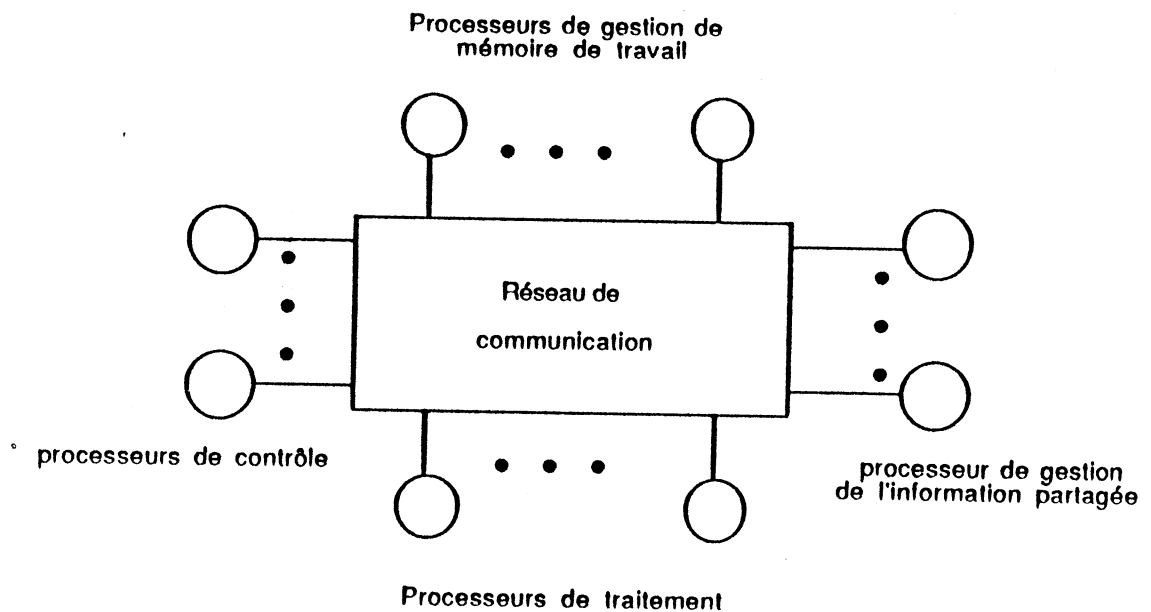 Processeurs de gestion de
mémoire de travail
Réseau de
communication
processeurs de contrôle
processeur de gestion
de l'information partagée
Processeurs de traitement